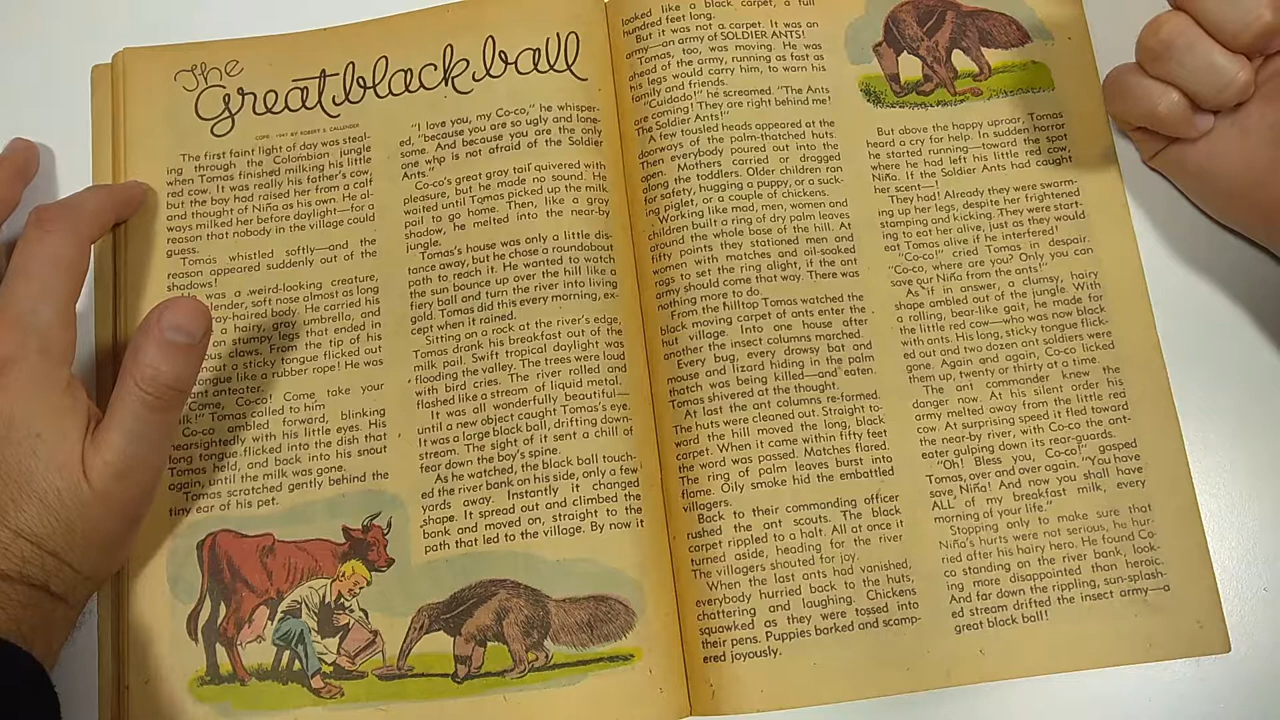 The
Great black ball
COPR. 1947 BY ROBERT S. CALLENDER
The first faint light of day was steal-
ing through the Colombian jungle
when Tomas finished milking his little
red cow. It was really his father's cow,
but the boy had raised her from a calf
and thought of Niña as his own. He al-
ways milked her before daylight—for a
reason that nobody in the village could
guess.
Tomas whistled softly—and the
reason appeared suddenly out of the
shadows!
was a weird-looking creature,
lender, soft nose almost as long
ray-haired body. He carried his
a hairy, gray umbrella, and
on stumpy legs that ended in
ous claws. From the tip of his
nout a sticky tongue flicked out
tongue like a rubber rope! He was
ant anteater.
"Come, Co-co! Come take your
ilk!" Tomas called to him.
Co-co ambled forward, blinking
nearsightedly with his little eyes. His
long tongue flicked into the dish that
Tomas held, and back into his snout
again, until the milk was gone.
Tomas scratched gently behind the
tiny ear of his pet.
"I love you, my Co-co," he whisper-
ed, "because you are so ugly and lone-
some. And because you are the only
one who is not afraid of the Soldier
Ants."
Co-co's great gray tail quivered with
pleasure, but he made no sound. He
waited until Tomas picked up the milk
pail to go home. Then, like a gray
shadow, he melted into the near-by
jungle.
Tomas's house was only a little dis-
tance away, but he chose a roundabout
path to reach it. He wanted to watch
the sun bounce up over the hill like a
fiery ball and turn the river into living
gold. Tomas did this every morning, ex-
cept when it rained.
Sitting on a rock at the river's edge,
Tomas drank his breakfast out of the
milk pail. Swift tropical daylight was
flooding the valley. The trees were loud
with bird cries. The river rolled and
flashed like a stream of liquid metal.
It was all wonderfully beautiful—
until a new object caught Tomas's eye.
It was a large black ball, drifting down-
stream. The sight of it sent a chill of
fear down the boy's spine.
As he watched, the black ball touch-
ed the river bank on his side, only a few
yards away. Instantly it changed
shape. It spread out and climbed the
bank and moved on, straight to the
path that led to the village. By now it
looked like a black carpet, a full
hundred feet long.
But it was not a carpet. It was an
army—an army of SOLDIER ANTS!
Tomas, too, was moving. He was
ahead of the army, running as fast as
his legs would carry him, to warn his
family and friends.
"Cuidado!" he screamed. "The Ants
are coming! They are right behind me!
The Soldier Ants!"
A few tousled heads appeared at the
doorways of the palm-thatched huts.
Then everybody poured out into the
open. Mothers carried or dragged
along the toddlers. Older children ran
for safety, hugging a puppy, or a suck-
ing piglet, or a couple of chickens.
Working like mad, men, women and
children built a ring of dry palm leaves
around the whole base of the hill. At
fifty points they stationed men and
women with matches and oil-soaked
rags to set the ring alight, if the ant
army should come that way. There was
nothing more to do.
From the hilltop Tomas watched the
black moving carpet of ants enter the
hut village. Into one house after
another the insect columns marched.
Every bug, every drowsy bat and
mouse and lizard hiding in the palm
thatch was being killed—and eaten.
Tomas shivered at the thought.
At last the ant columns re-formed.
The huts were cleaned out. Straight to-
ward the hill moved the long, black
carpet. When it came within fifty feet
the word was passed. Matches flared.
The ring of palm leaves burst into
flame. Oily smoke hid the embattled
villagers.
Back to their commanding officer
rushed the ant scouts. The black
carpet rippled to a halt. All at once it
turned aside, heading for the river
The villagers shouted for joy.
When the last ants had vanished,
everybody hurried back to the huts,
chattering and laughing. Chickens
squawked as they were tossed into
their pens. Puppies barked and scamp-
ered joyously.
But above the happy uproar, Tomas
heard a cry for help. In sudden horror
he started running—toward the spot
where he had left his little red cow,
Niña. If the Soldier Ants had caught
her scent—!
They had! Already they were swarm-
ing up her legs, despite her frightened
stamping and kicking. They were start-
ing to eat her alive, just as they would
eat Tomas alive if he interfered!
"Co-co!" cried Tomas in despair.
"Co-co, where are you? Only you can
save our Niña from the ants!"
As if in answer, a clumsy, hairy
shape ambled out of the jungle. With
a rolling, bear-like gait, he made for
the little red cow—who was now black
with ants. His long, sticky tongue flick-
ed out and two dozen ant soldiers were
gone. Again and again, Co-co licked
them up, twenty or thirty at a time.
The ant commander knew the
danger now. At his silent order his
army melted away from the little red
cow. At surprising speed it fled toward
the near-by river, with Co-co the ant-
eater gulping down its rear-guards.
"Oh! Bless you, Co-co!" gasped
Tomas, over and over again. "You have
save, Niña! And now you shall have
ALL of my breakfast milk, every
morning of your life."
Stopping only to make sure that
Niña's hurts were not serious, he hur-
ried after his hairy hero. He found Co-
co standing on the river bank, look-
ing more disappointed than heroic.
And far down the rippling, sun-splash-
ed stream drifted the insect army—a
great black ball!